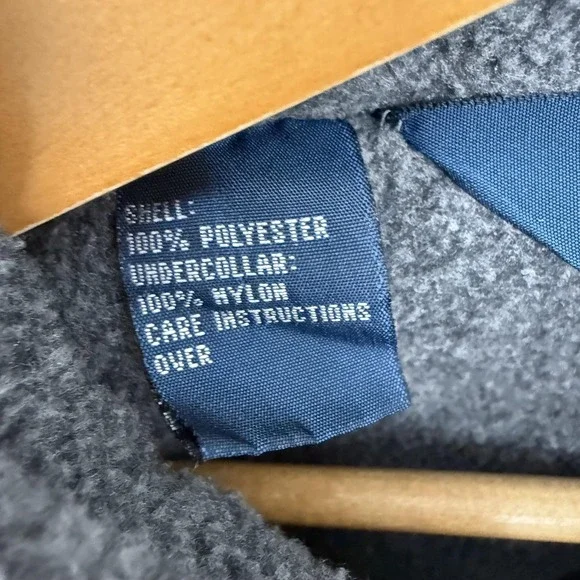 SHELL:
100% POLYESTER
UNDERCOLLAR:
100% NYLON
CARE INSTRUCTIONS
OVER